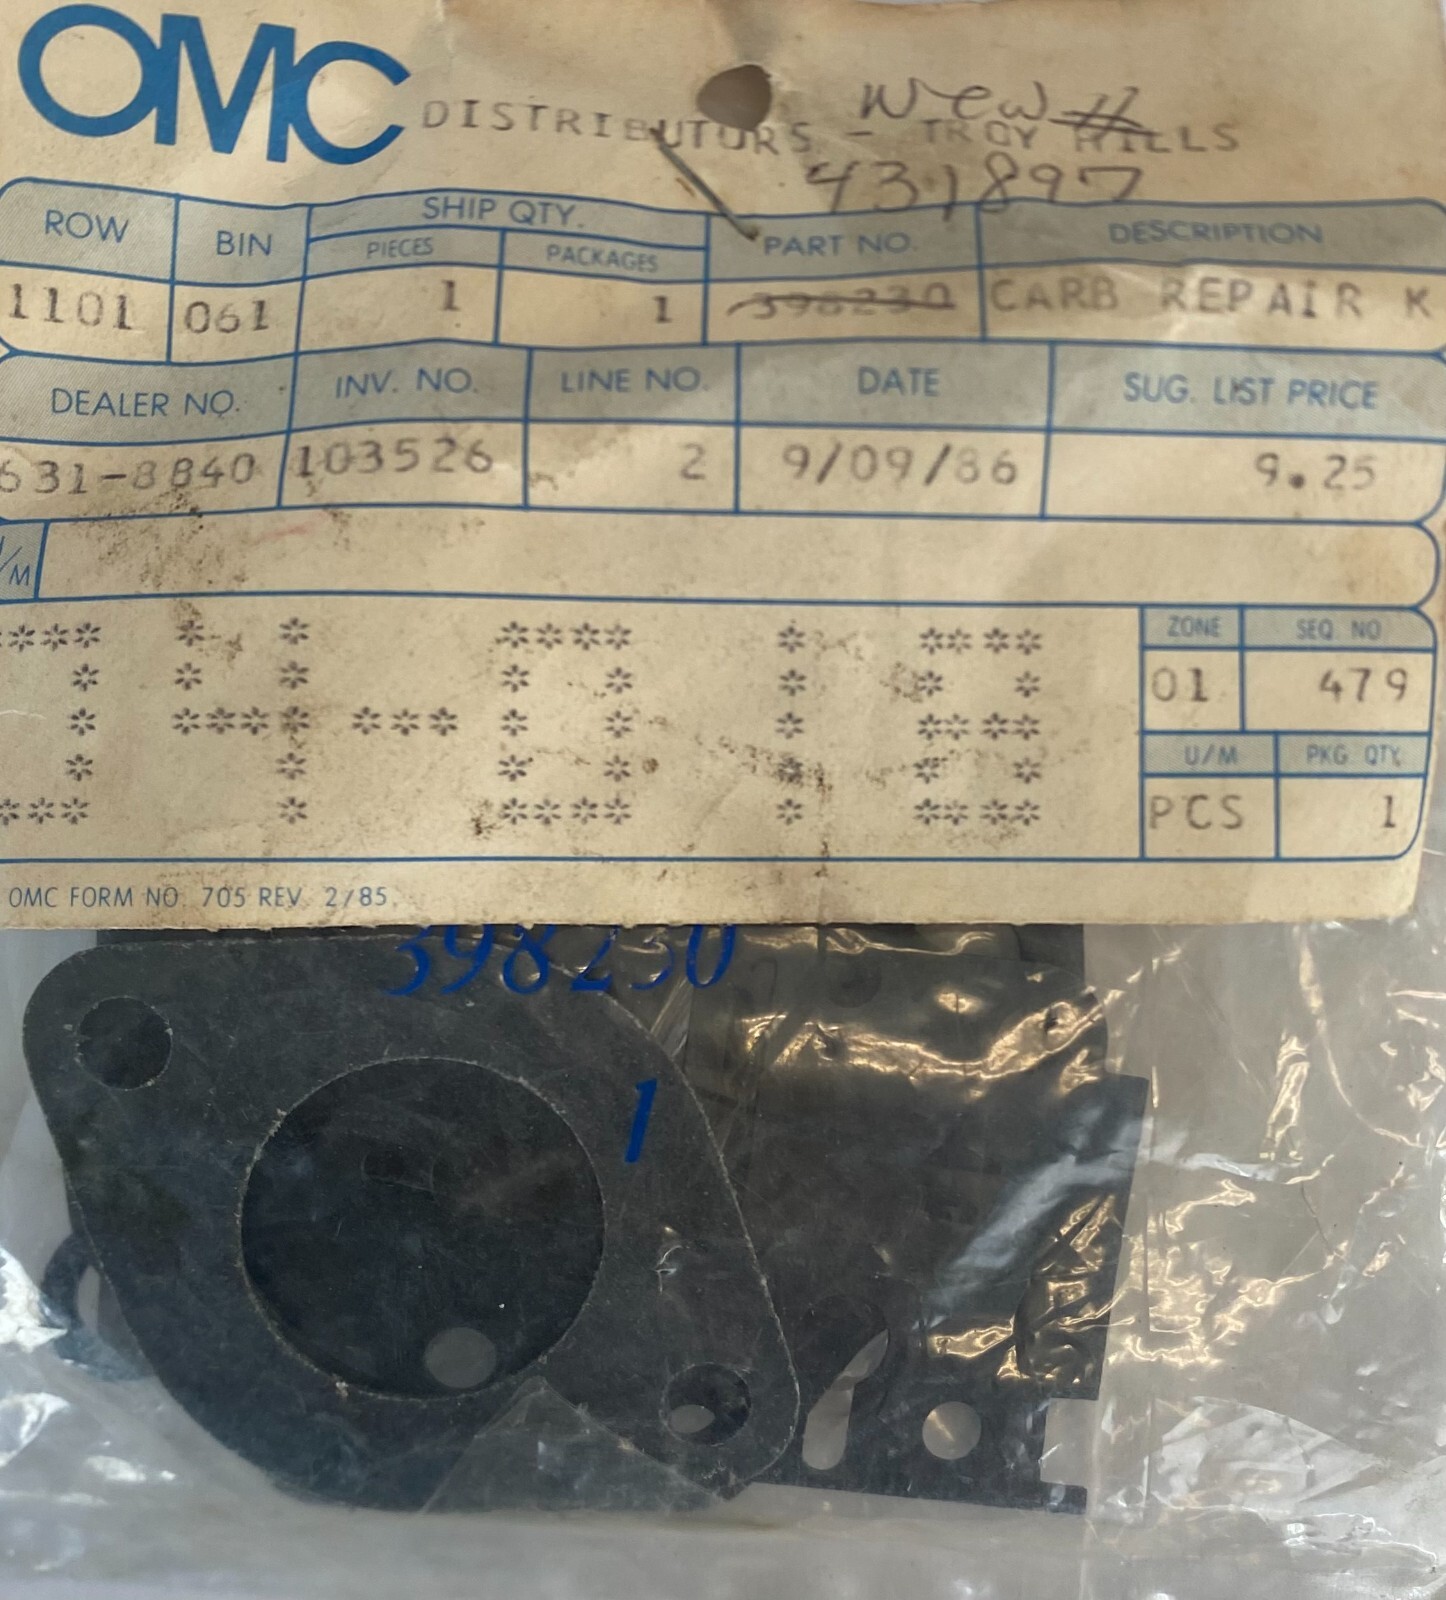 OMC
DISTRIBUTORS - TROY HILLS
New #
431897
ROW BIN SHIP QTY. PIECES PACKAGES PART NO. DESCRIPTION
1101 061 1 1 398230 CARB REPAIR K
DEALER NO. INV. NO. LINE NO. DATE SUG. LIST PRICE
631-8840 103526 2 9/09/86 9.25
/M
ZONE SEQ NO
01 479
U/M PKG QTY
PCS 1
OMC FORM NO. 705 REV. 2/85.
398230
1